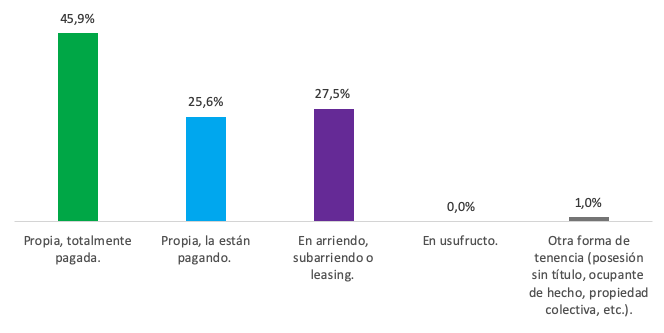 45,9%
25,6%
27,5%
0,0%
1,0%
Propia, totalmente
pagada.
Propia, la están
pagando.
En arriendo,
subarriendo o
leasing.
En usufructo.
Otra forma de
tenencia (posesión
sin título, ocupante
de hecho, propiedad
colectiva, etc.).